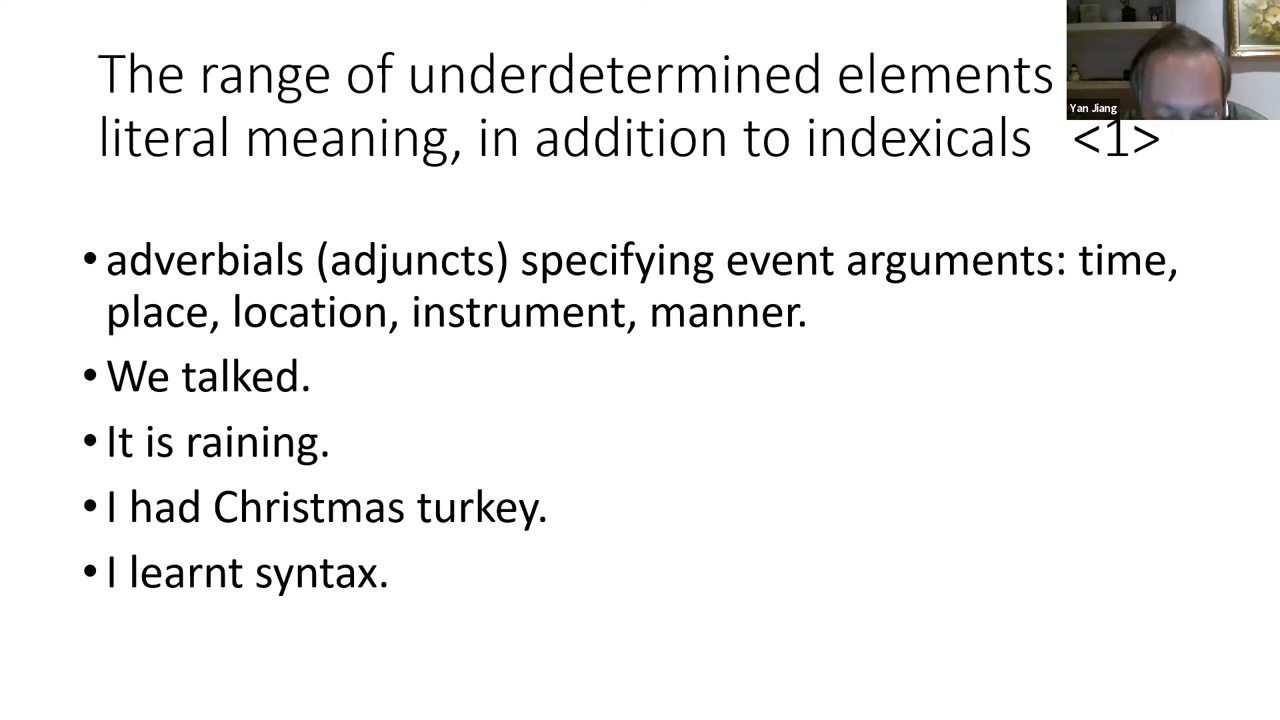 The range of underdetermined elements
Yan Jiang
literal meaning, in addition to indexicals <1>
• adverbials (adjuncts) specifying event arguments: time,
place, location, instrument, manner.
• We talked.
• It is raining.
• I had Christmas turkey.
• I learnt syntax.